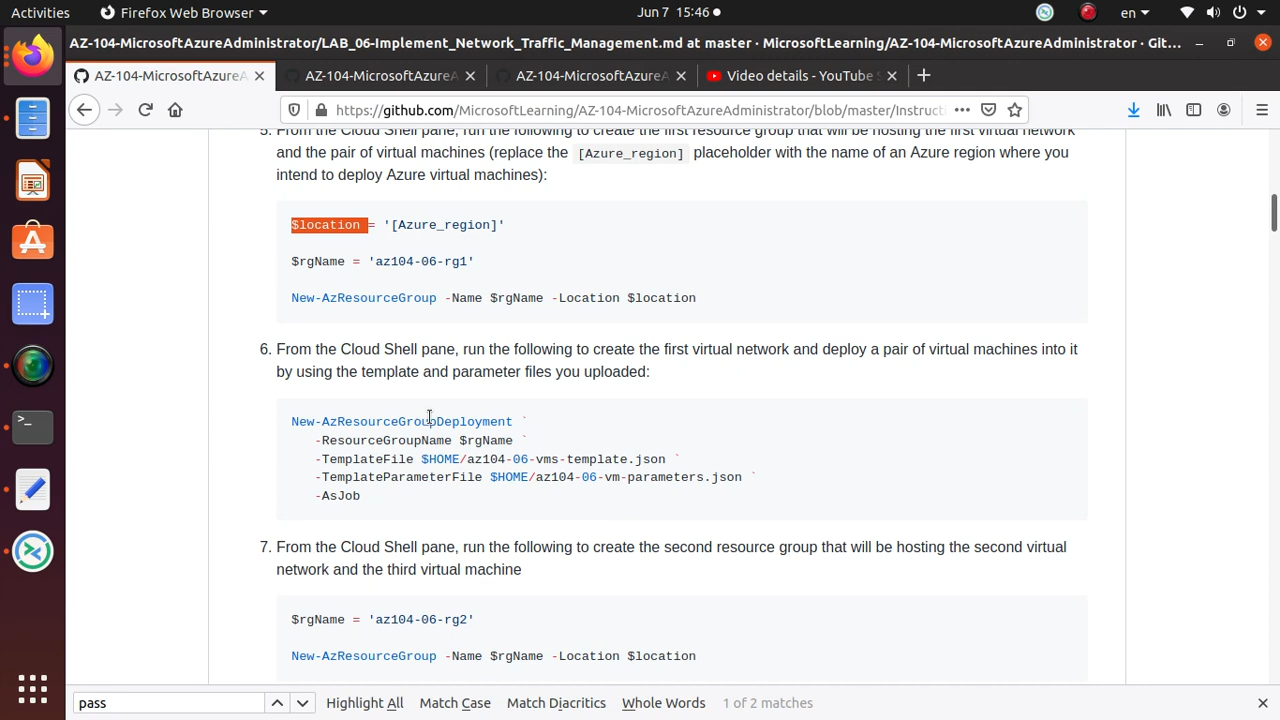 Activities
Firefox Web Browser
Jun 7 15:46
en
AZ-104-MicrosoftAzureAdministrator/LAB_06-Implement_Network_Traffic_Management.md at master · MicrosoftLearning/AZ-104-MicrosoftAzureAdministrator · Git…
AZ-104-MicrosoftAzureA
AZ-104-MicrosoftAzureA
AZ-104-MicrosoftAzureA
Video details - YouTube S
https://github.com/MicrosoftLearning/AZ-104-MicrosoftAzureAdministrator/blob/master/Instructi
5. From the Cloud Shell pane, run the following to create the first resource group that will be hosting the first virtual network
and the pair of virtual machines (replace the [Azure_region] placeholder with the name of an Azure region where you
intend to deploy Azure virtual machines):
$location = '[Azure_region]'
$rgName = 'az104-06-rg1'
New-AzResourceGroup -Name $rgName -Location $location
6. From the Cloud Shell pane, run the following to create the first virtual network and deploy a pair of virtual machines into it
by using the template and parameter files you uploaded:
New-AzResourceGroupDeployment `
-ResourceGroupName $rgName `
-TemplateFile $HOME/az104-06-vms-template.json `
-TemplateParameterFile $HOME/az104-06-vm-parameters.json `
-AsJob
7. From the Cloud Shell pane, run the following to create the second resource group that will be hosting the second virtual
network and the third virtual machine
$rgName = 'az104-06-rg2'
New-AzResourceGroup -Name $rgName -Location $location
pass
Highlight All
Match Case
Match Diacritics
Whole Words
1 of 2 matches